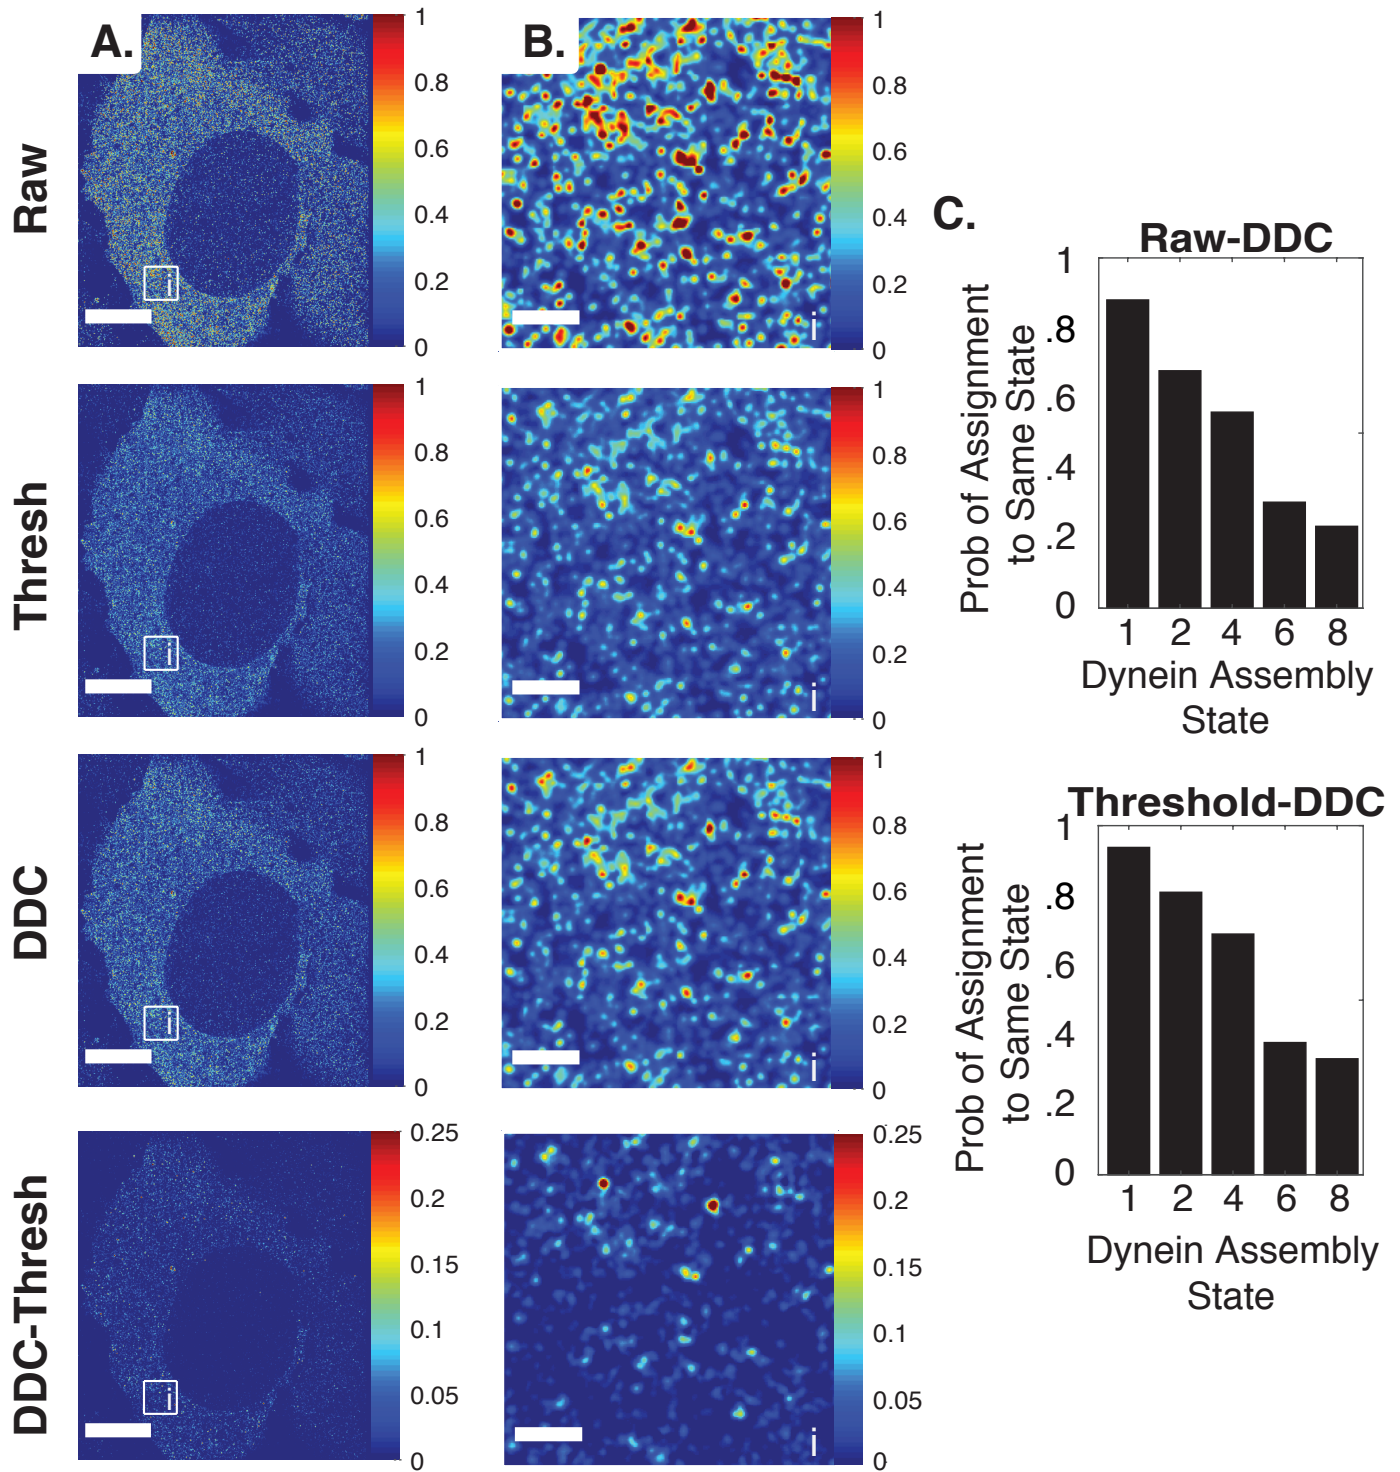 A.
B.
Raw
1
0.8
0.6
0.4
0.2
0
i
1
0.8
0.6
0.4
0.2
0
i
Thresh
1
0.8
0.6
0.4
0.2
0
i
1
0.8
0.6
0.4
0.2
0
i
DDC
1
0.8
0.6
0.4
0.2
0
i
1
0.8
0.6
0.4
0.2
0
i
DDC-Thresh
0.25
0.2
0.15
0.1
0.05
0
i
0.25
0.2
0.15
0.1
0.05
0
i
C.
Raw-DDC
Prob of Assignment
to Same State
1
.8
.6
.4
.2
0
1 2 4 6 8
Dynein Assembly
State
Threshold-DDC
Prob of Assignment
to Same State
1
.8
.6
.4
.2
0
1 2 4 6 8
Dynein Assembly
State